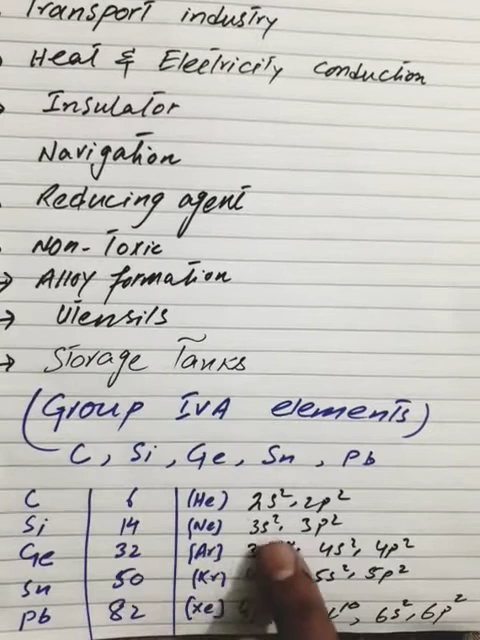 Transport industry
Heat & Electricity conduction
→ Insulator
Navigation
Reducing agent
Non-Toxic
→ Alloy formation
→ Utensils
→ Storage Tanks
(Group IVA elements)
C, Si, Ge, Sn, Pb
C 6 (He) 2s², 2p²
Si 14 (Ne) 3s², 3p²
Ge 32 [Ar] 4s², 4p²
Sn 50 (Kr) 5s², 5p²
Pb 82 (Xe) 6s², 6p²